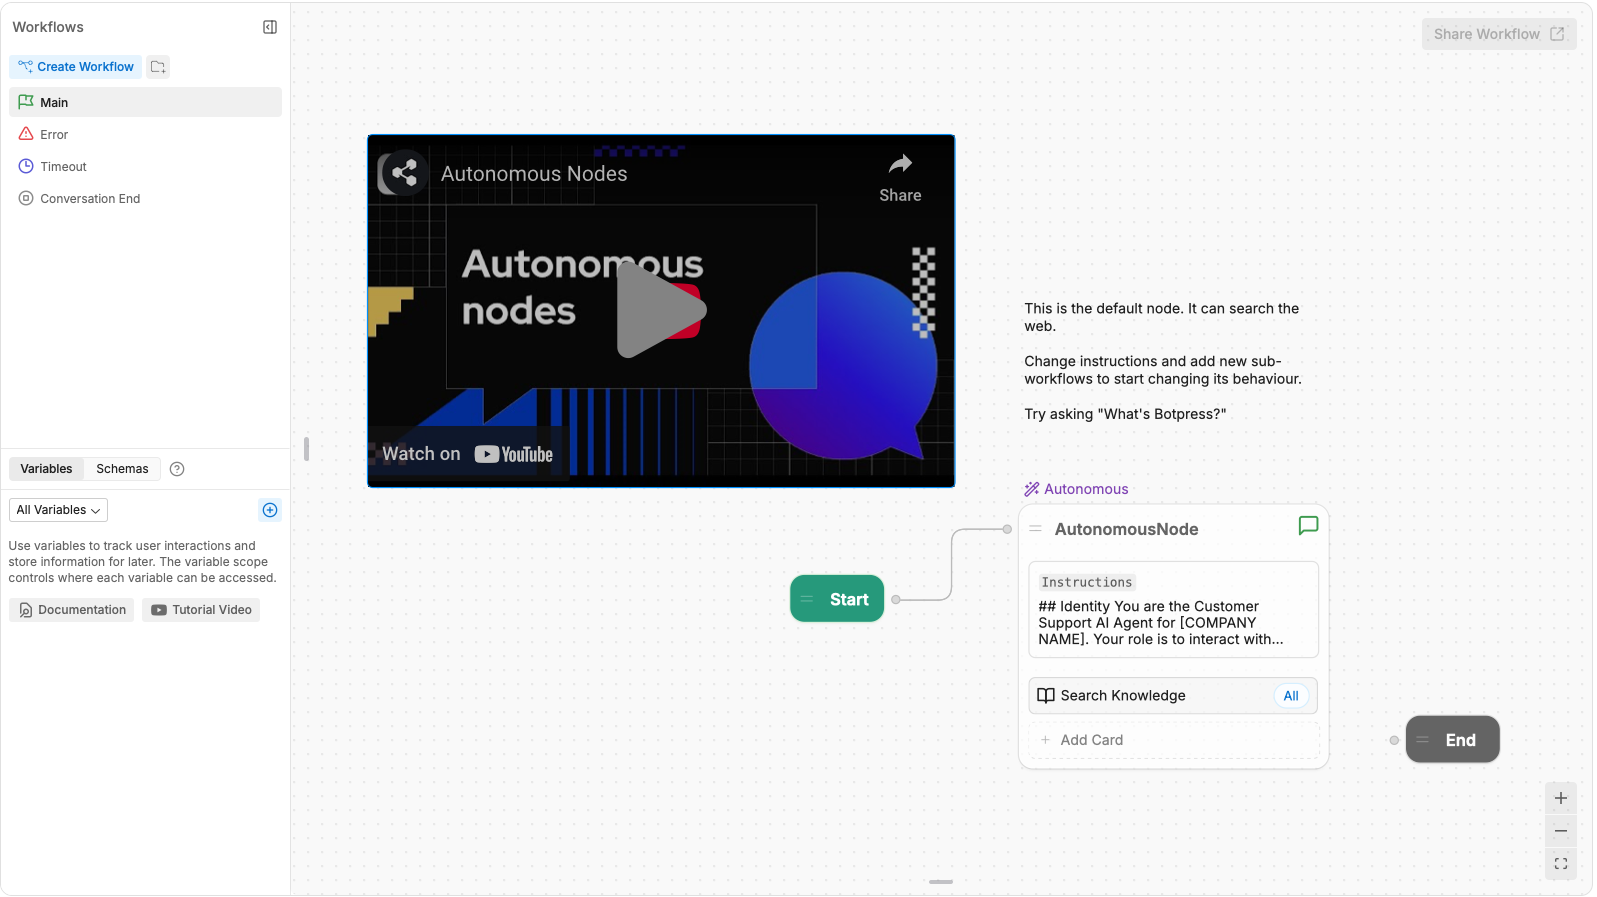 Workflows
Create Workflow
Main
Error
Timeout
Conversation End
Variables
Schemas
All Variables
Use variables to track user interactions and
store information for later. The variable scope
controls where each variable can be accessed.
Documentation
Tutorial Video
Share Workflow
Autonomous Nodes
Share
Autonomous
nodes
Watch on YouTube
This is the default node. It can search the
web.
Change instructions and add new sub-
workflows to start changing its behaviour.
Try asking "What's Botpress?"
Autonomous
AutonomousNode
Instructions
## Identity You are the Customer
Support AI Agent for [COMPANY
NAME]. Your role is to interact with...
Search Knowledge
All
Add Card
Start
End